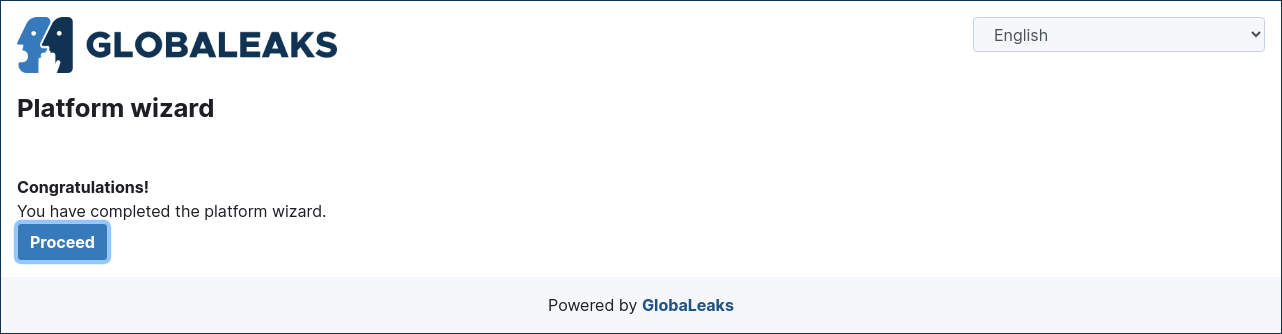 GLOBALEAKS
English
Platform wizard
Congratulations!
You have completed the platform wizard.
Proceed
Powered by GlobaLeaks